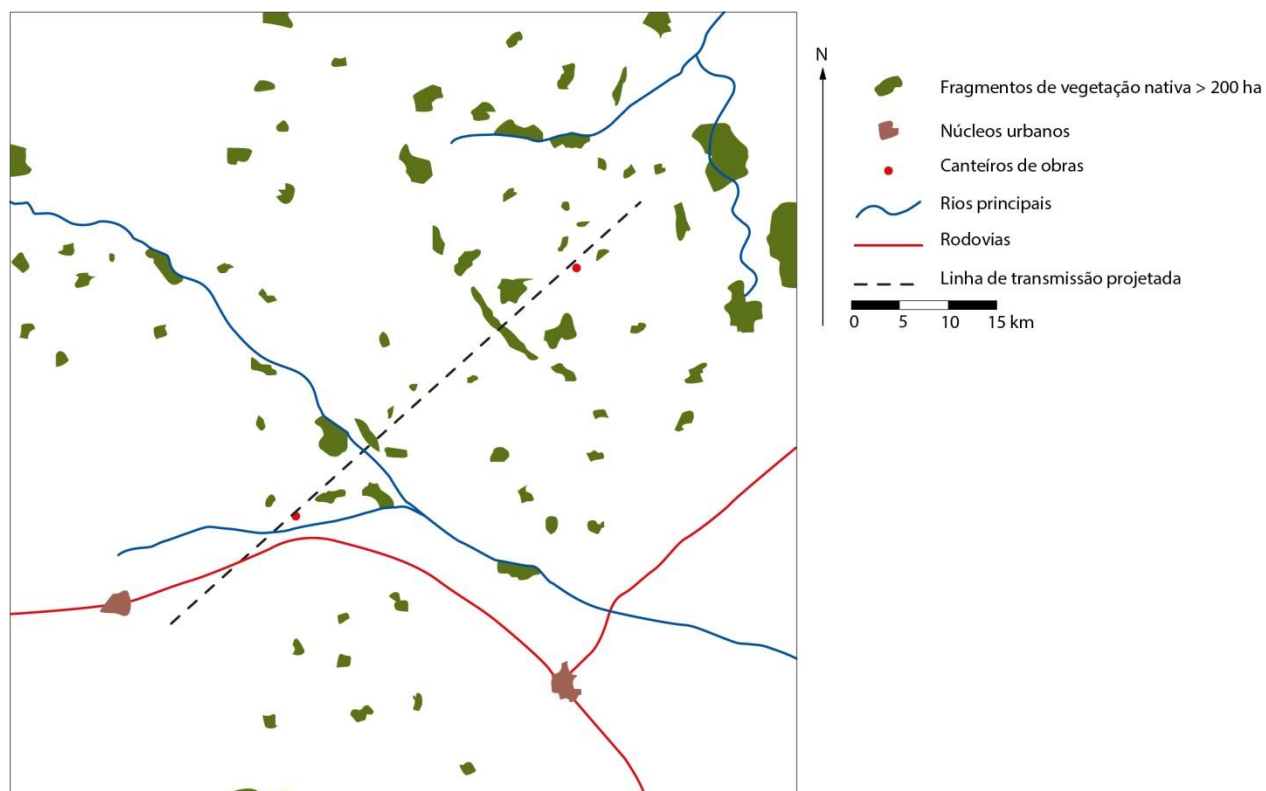 N
Fragmentos de vegetação nativa > 200 ha
Núcleos urbanos
Canteíros de obras
Rios principais
Rodovias
Linha de transmissão projetada
0 5 10 15 km